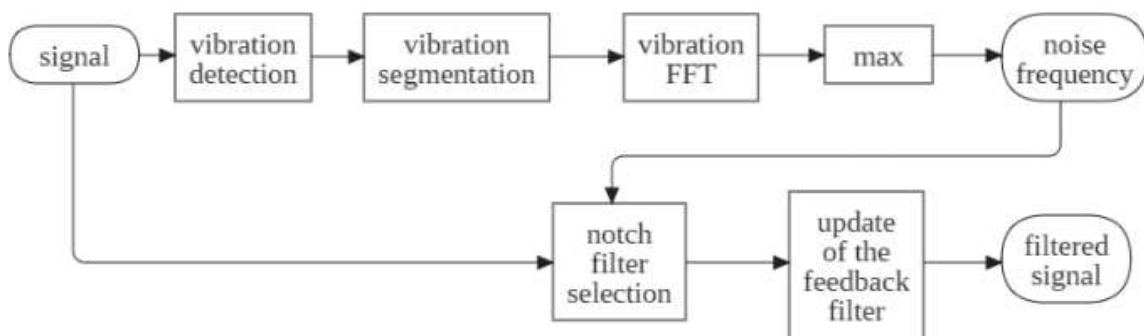 signal
vibration
detection
vibration
segmentation
vibration
FFT
max
noise
frequency
notch
filter
selection
update
of the
feedback
filter
filtered
signal